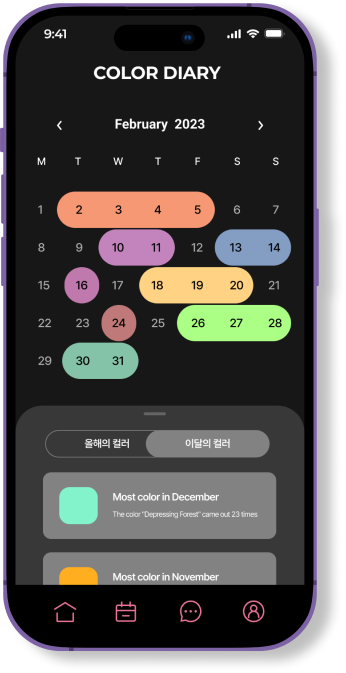 9:41
COLOR DIARY
‹ February 2023 ›
M T W T F S S
1 2 3 4 5 6 7
8 9 10 11 12 13 14
15 16 17 18 19 20 21
22 23 24 25 26 27 28
29 30 31
올해의 컬러 이달의 컬러
Most color in December
The color "Depressing Forest" came out 23 times
Most color in November